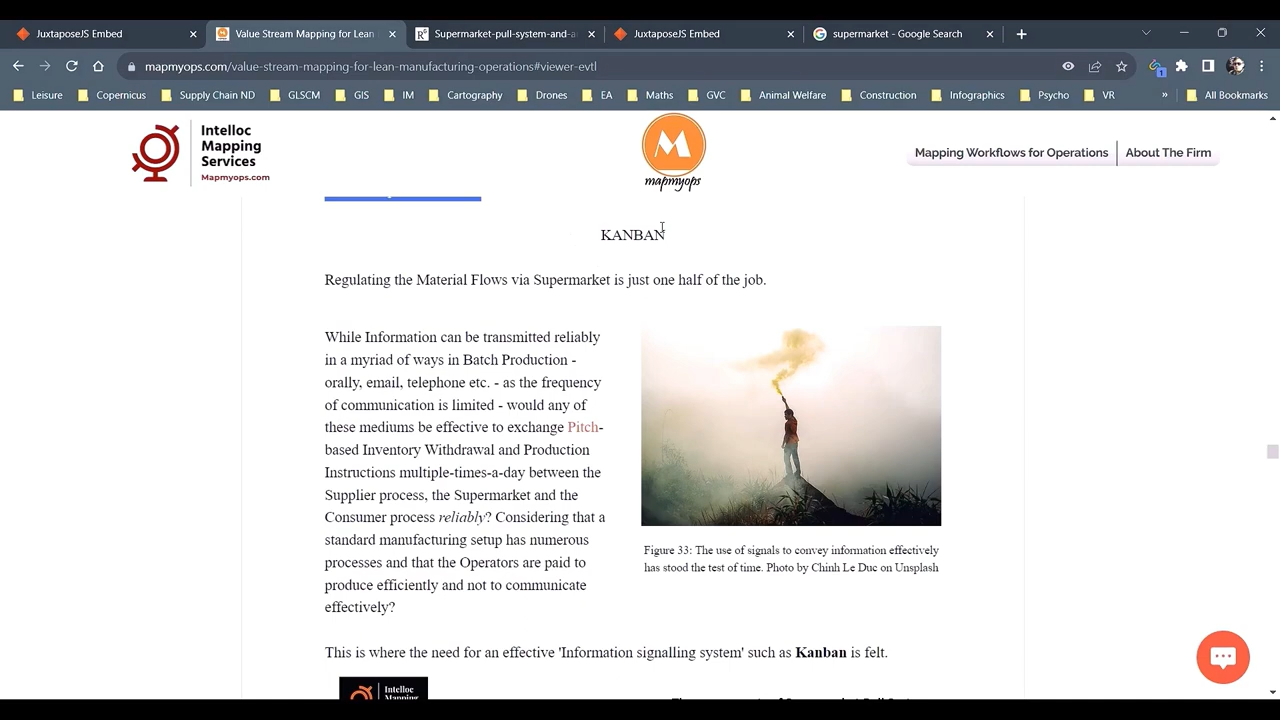 JuxtaposeJS Embed
Value Stream Mapping for Lean
Supermarket-pull-system-and-a
JuxtaposeJS Embed
supermarket - Google Search
mapmyops.com/value-stream-mapping-for-lean-manufacturing-operations#viewer-evtl
1
Leisure Copernicus Supply Chain ND GLSCM GIS IM Cartography Drones EA Maths GVC Animal Welfare Construction Infographics Psycho VR » All Bookmarks
Intelloc
Mapping
Services
Mapmyops.com
M
mapmyops
Mapping Workflows for Operations
About The Firm
KANBAN
Regulating the Material Flows via Supermarket is just one half of the job.
While Information can be transmitted reliably
in a myriad of ways in Batch Production -
orally, email, telephone etc. - as the frequency
of communication is limited - would any of
these mediums be effective to exchange Pitch-
based Inventory Withdrawal and Production
Instructions multiple-times-a-day between the
Supplier process, the Supermarket and the
Consumer process reliably? Considering that a
standard manufacturing setup has numerous
processes and that the Operators are paid to
produce efficiently and not to communicate
effectively?
Figure 33: The use of signals to convey information effectively
has stood the test of time. Photo by Chinh Le Duc on Unsplash
This is where the need for an effective 'Information signalling system' such as Kanban is felt.
Intelloc